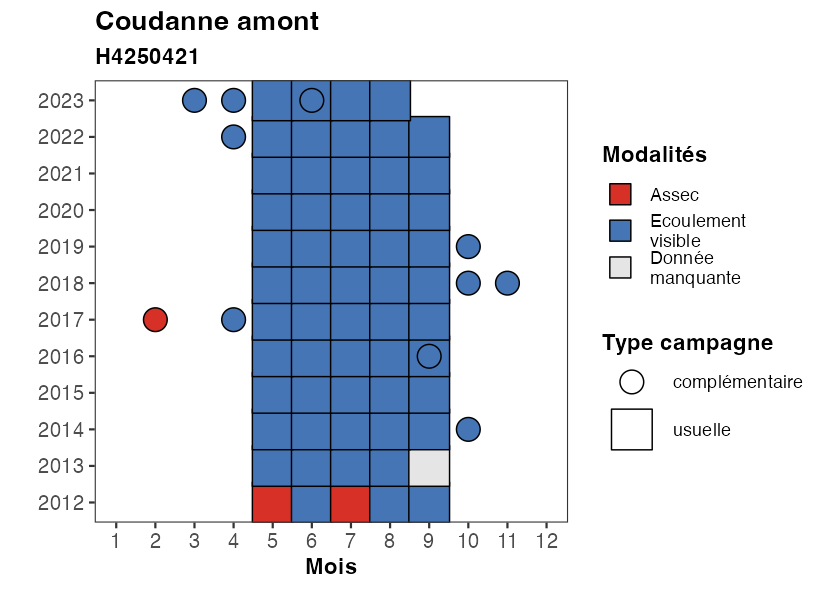 Coudanne amont
H4250421
2023
2022
2021
2020
2019
2018
2017
2016
2015
2014
2013
2012
1 2 3 4 5 6 7 8 9 10 11 12
Mois
Modalités
Assec
Ecoulement
visible
Donnée
manquante
Type campagne
complémentaire
usuelle